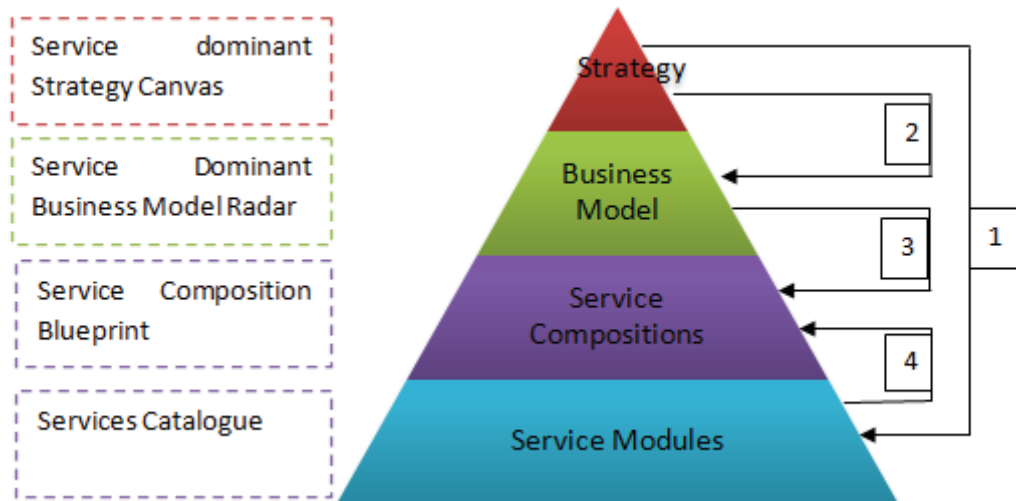 Service dominant
Strategy Canvas
Service Dominant
Business Model Radar
Service Composition
Blueprint
Services Catalogue
Strategy
Business
Model
Service
Compositions
Service Modules
2
3
1
4